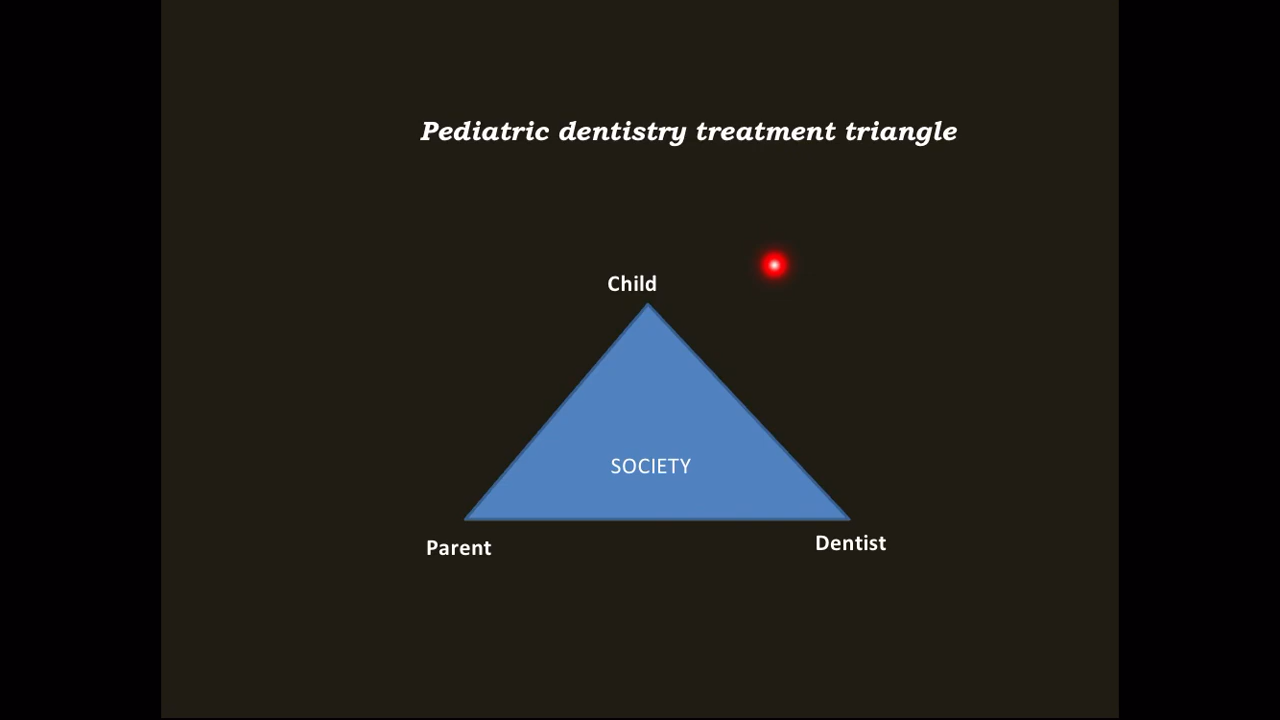 Pediatric dentistry treatment triangle
Child
SOCIETY
Parent
Dentist